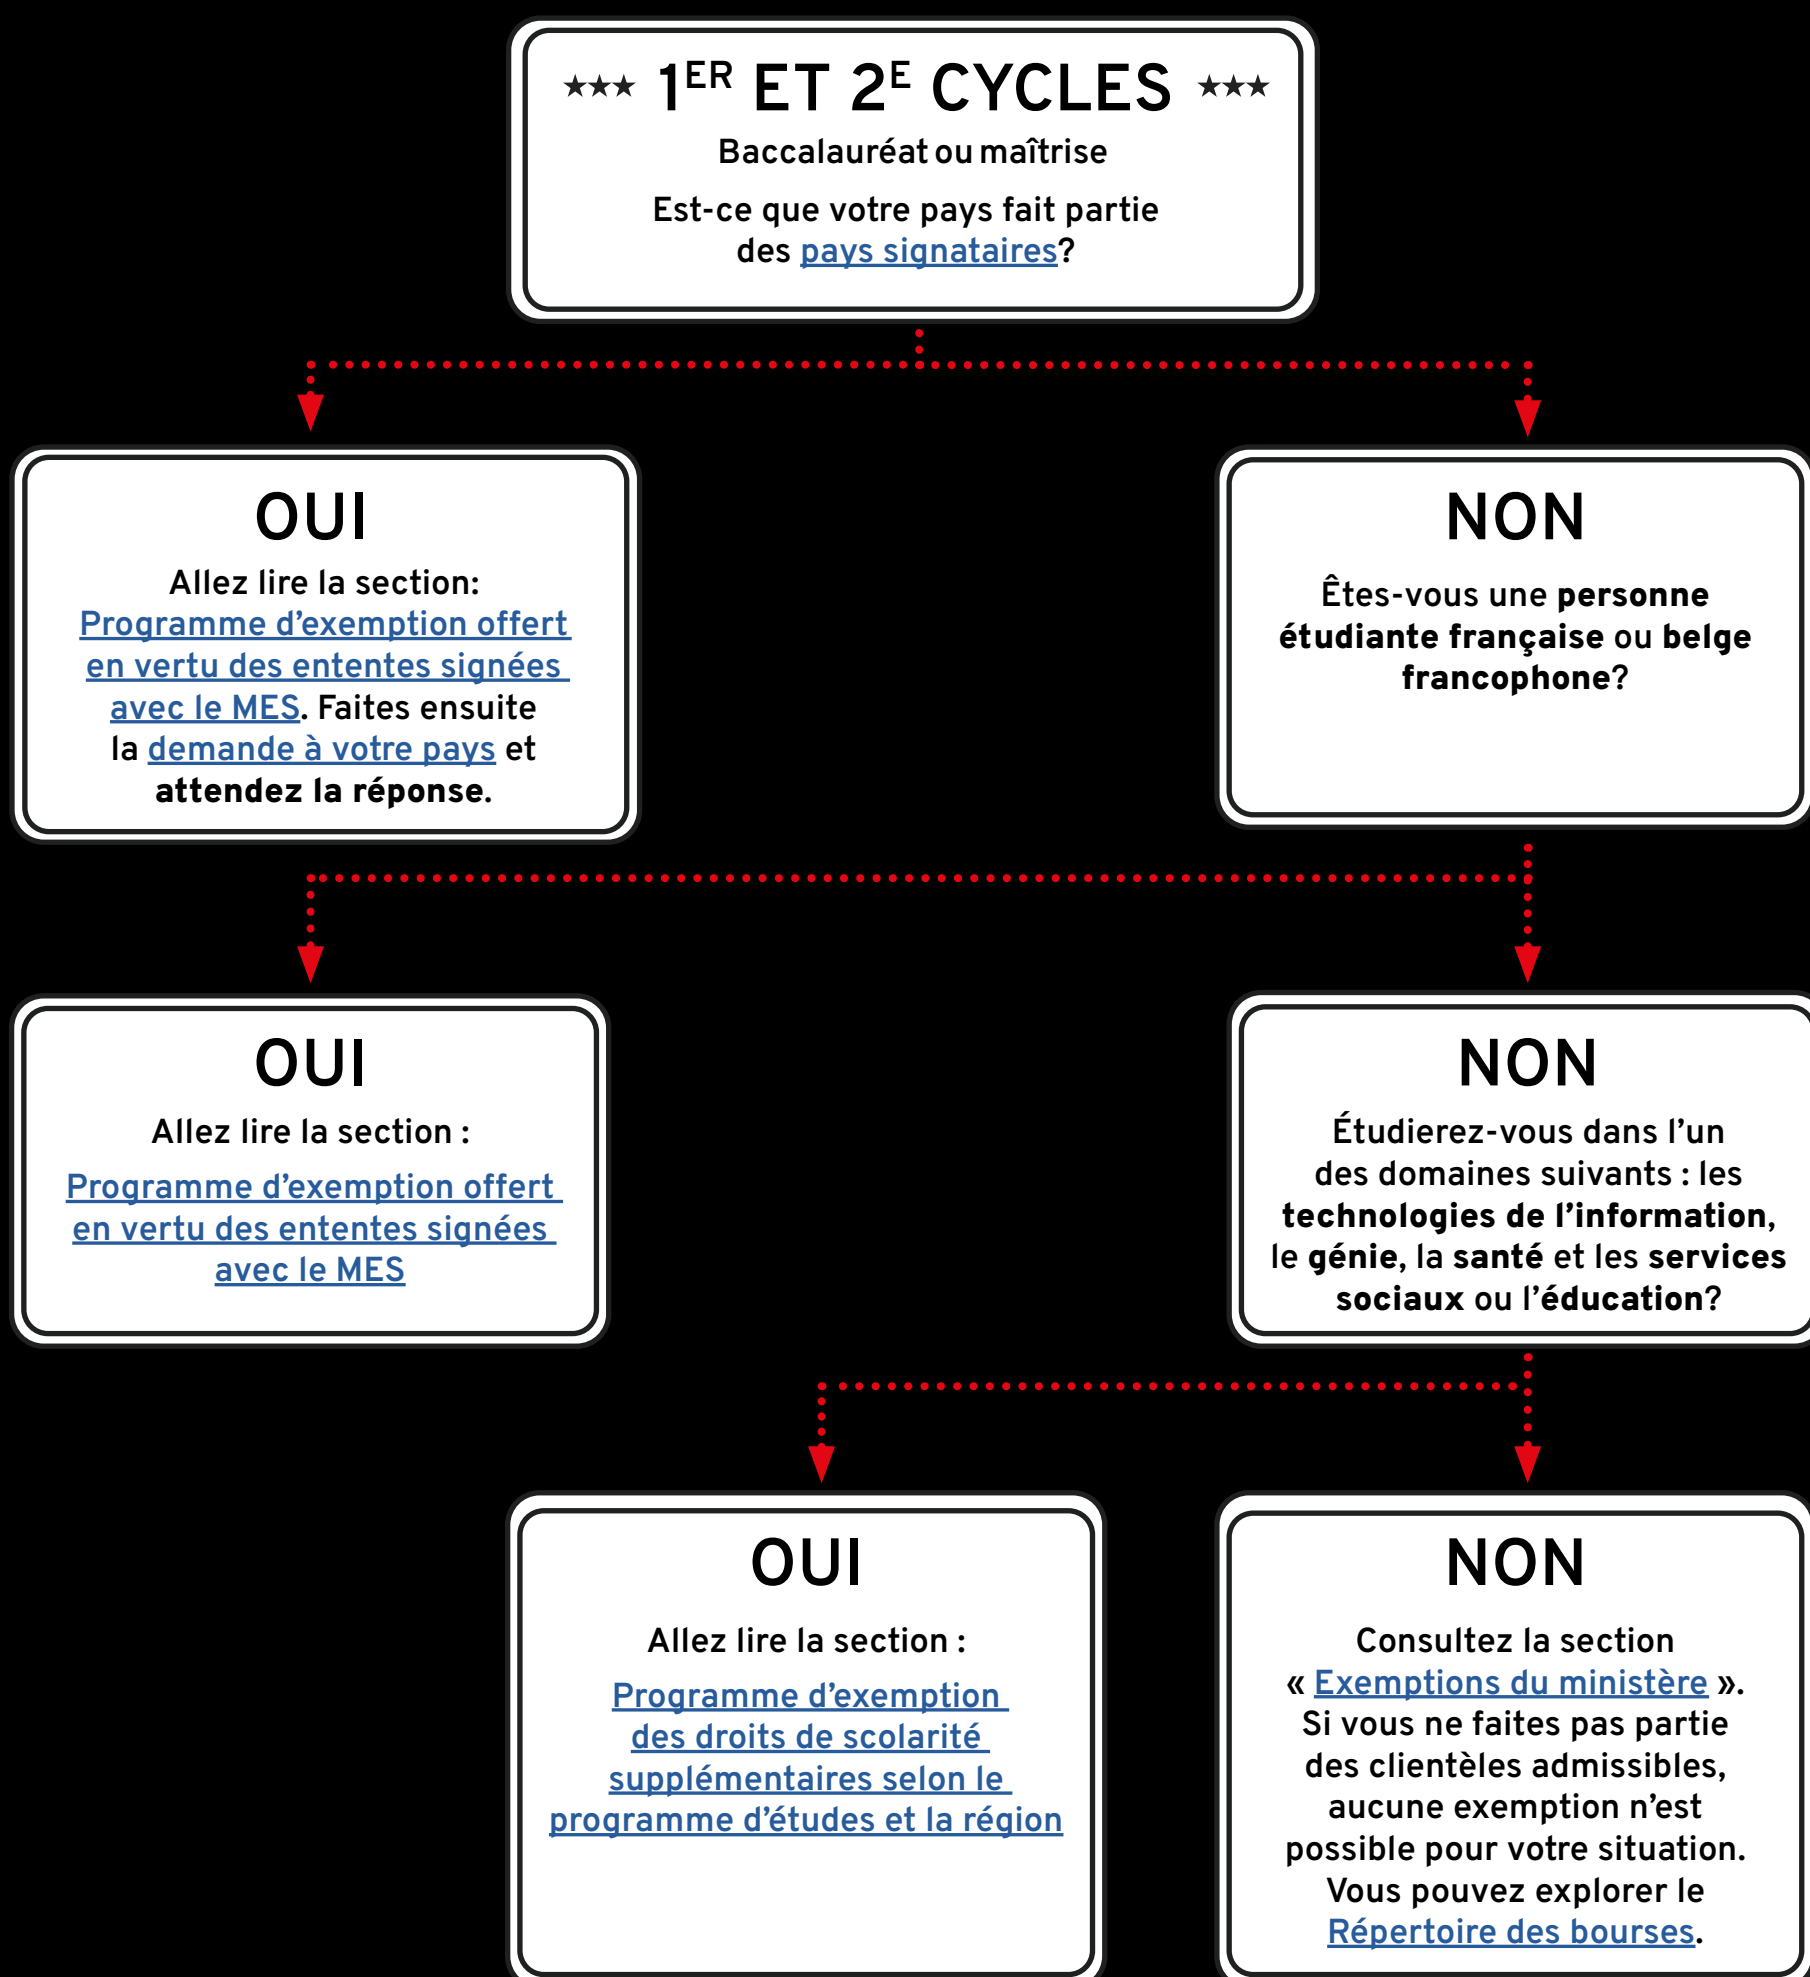 *** 1ER ET 2E CYCLES ***
Baccalauréat ou maîtrise
Est-ce que votre pays fait partie
des pays signataires?
OUI
Allez lire la section:
Programme d’exemption offert
en vertu des ententes signées
avec le MES. Faites ensuite
la demande à votre pays et
attendez la réponse.
NON
Êtes-vous une personne
étudiante française ou belge
francophone?
OUI
Allez lire la section :
Programme d’exemption offert
en vertu des ententes signées
avec le MES
NON
Étudierez-vous dans l’un
des domaines suivants : les
technologies de l’information,
le génie, la santé et les services
sociaux ou l’éducation?
OUI
Allez lire la section :
Programme d’exemption
des droits de scolarité
supplémentaires selon le
programme d’études et la région
NON
Consultez la section
« Exemptions du ministère ».
Si vous ne faites pas partie
des clientèles admissibles,
aucune exemption n’est
possible pour votre situation.
Vous pouvez explorer le
Répertoire des bourses.